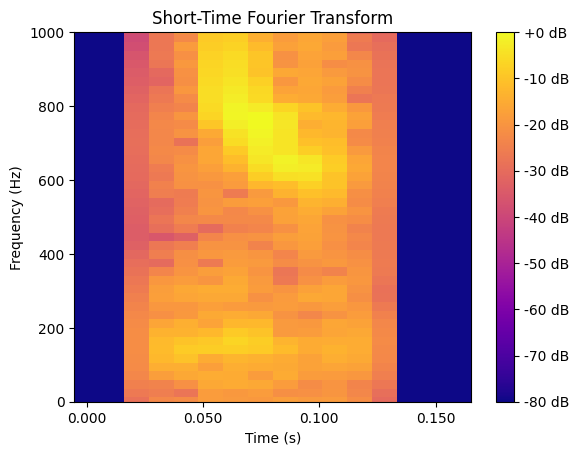 Short-Time Fourier Transform
Frequency (Hz)
1000
800
600
400
200
0
0.000
0.050
0.100
0.150
Time (s)
+0 dB
-10 dB
-20 dB
-30 dB
-40 dB
-50 dB
-60 dB
-70 dB
-80 dB